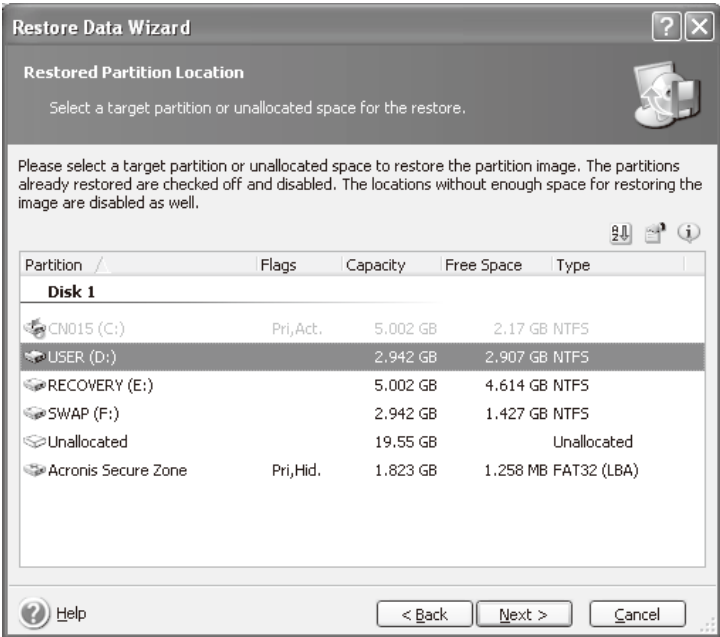 Restore Data Wizard
Restored Partition Location
Select a target partition or unallocated space for the restore.
Please select a target partition or unallocated space to restore the partition image. The partitions
already restored are checked off and disabled. The locations without enough space for restoring the
image are disabled as well.
Partition Flags Capacity Free Space Type
Disk 1
CN015 (C:) Pri,Act. 5.002 GB 2.17 GB NTFS
USER (D:) 2.942 GB 2.907 GB NTFS
RECOVERY (E:) 5.002 GB 4.614 GB NTFS
SWAP (F:) 2.942 GB 1.427 GB NTFS
Unallocated 19.55 GB Unallocated
Acronis Secure Zone Pri,Hid. 1.823 GB 1.258 MB FAT32 (LBA)
Help < Back Next > Cancel